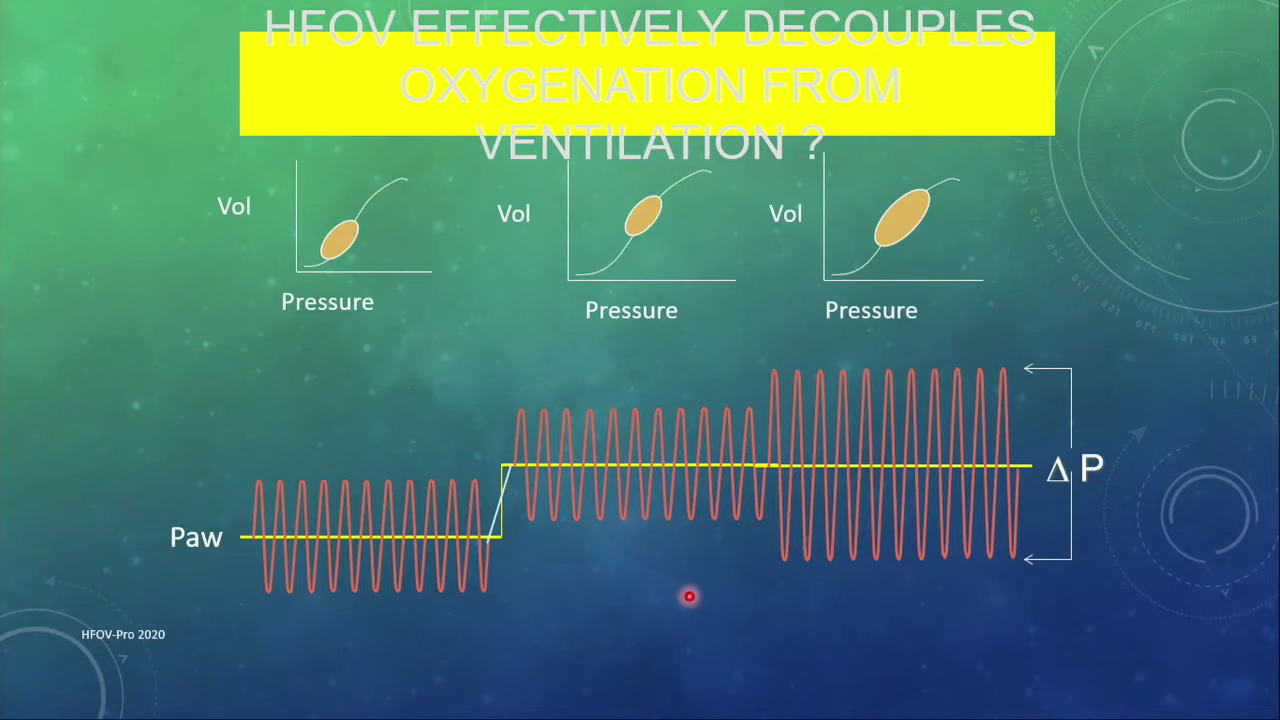 HFOV EFFECTIVELY DECOUPLES
OXYGENATION FROM
VENTILATION ?
Vol
Vol
Vol
Pressure
Pressure
Pressure
Δ P
Paw
HFOV-Pro 2020